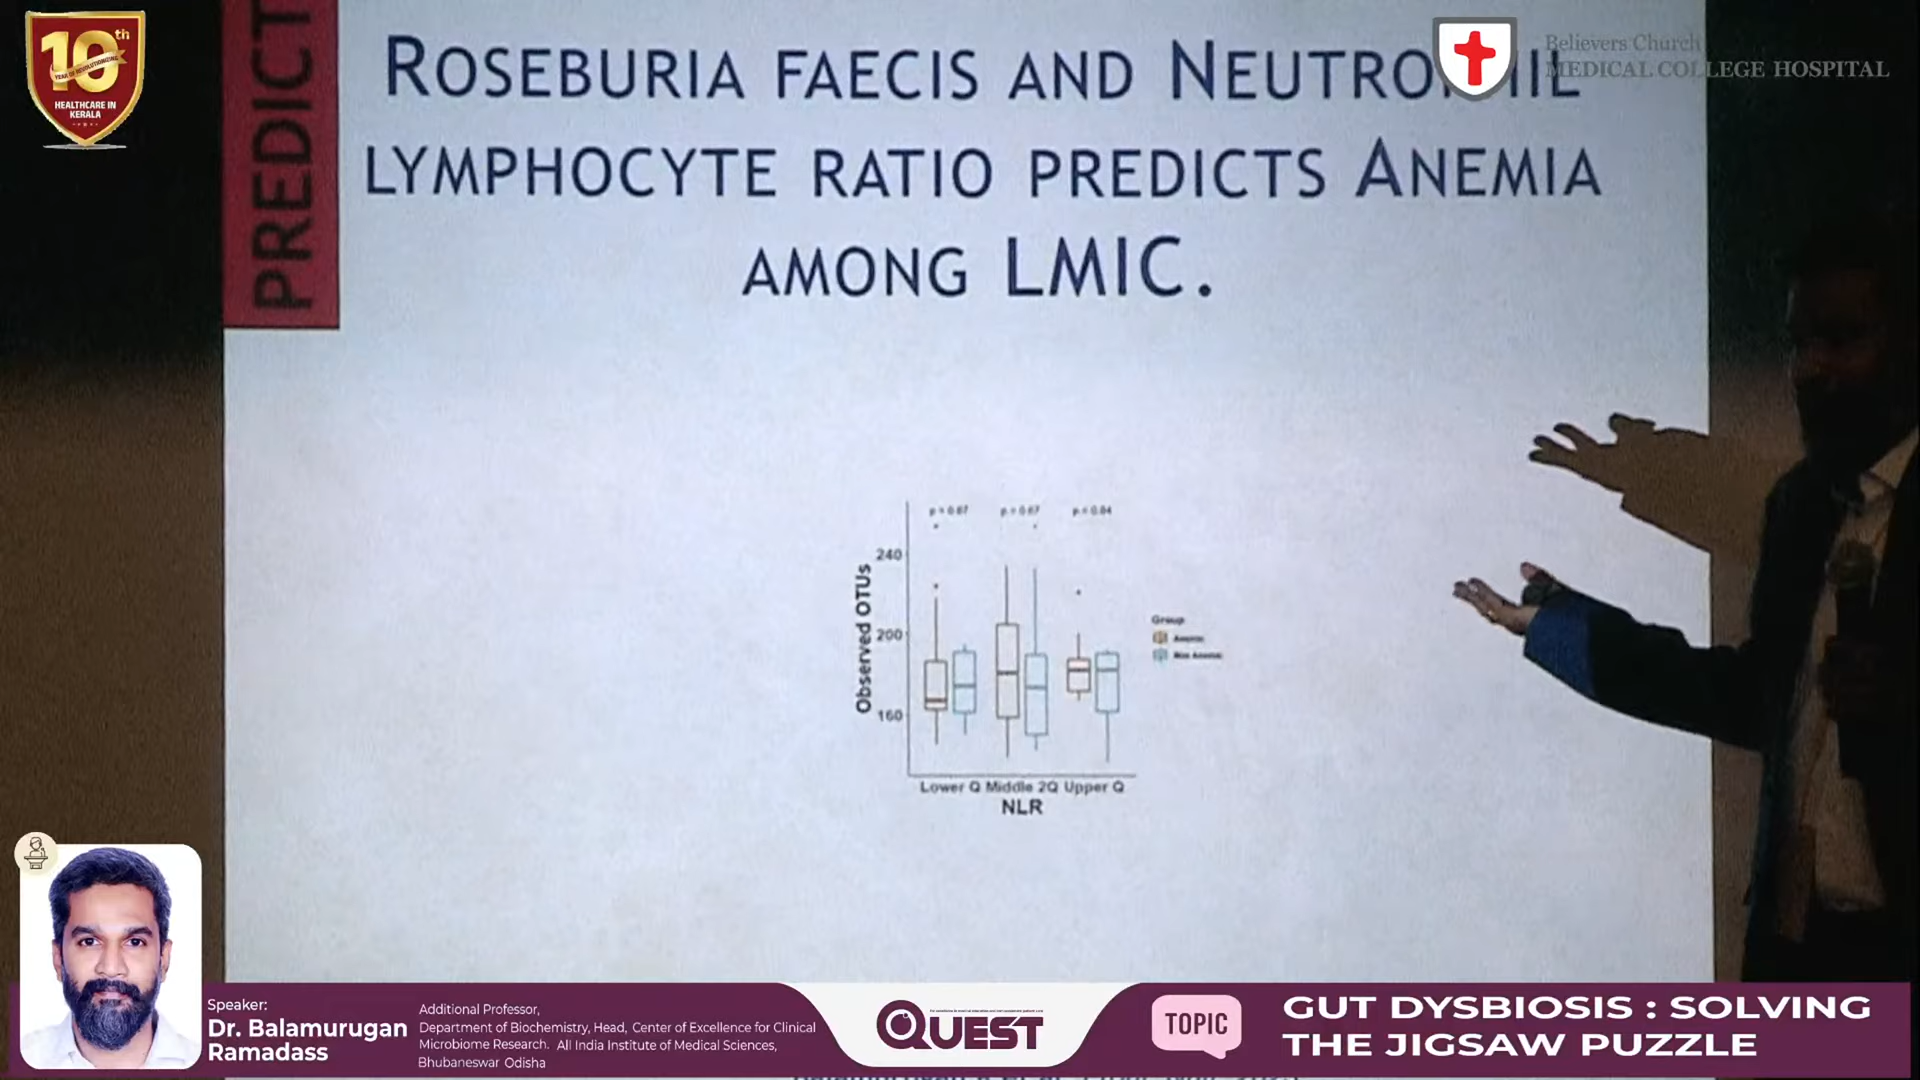 10th
YEAR OF REVOLUTIONIZING
HEALTHCARE IN
KERALA
PREDICT
Believers Church
MEDICAL COLLEGE HOSPITAL
ROSEBURIA FAECIS AND
LYMPHOCYTE RATIO PREDICTS ANEMIA
AMONG LMIC.
Observed OTUs
240
200
160
Group
Lower Q Middle 2Q Upper Q
NLR
Speaker:
Dr. Balamurugan
Ramadass
Additional Professor,
Department of Biochemistry, Head, Center of Excellence for Clinical
Microbiome Research. All India Institute of Medical Sciences,
Bhubaneswar Odisha
QUEST
TOPIC
GUT DYSBIOSIS : SOLVING
THE JIGSAW PUZZLE